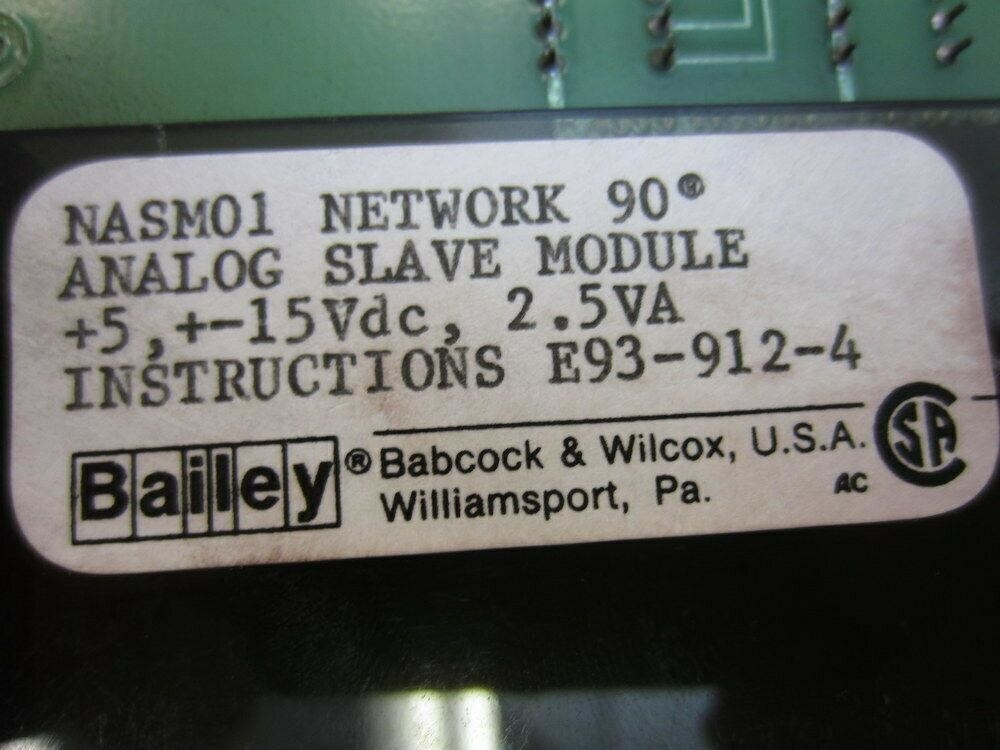 NASM01 NETWORK 90®
ANALOG SLAVE MODULE
+5,+-15Vdc, 2.5VA
INSTRUCTIONS E93-912-4
Bailey® Babcock & Wilcox, U.S.A.
Williamsport, Pa.
CSA
AC